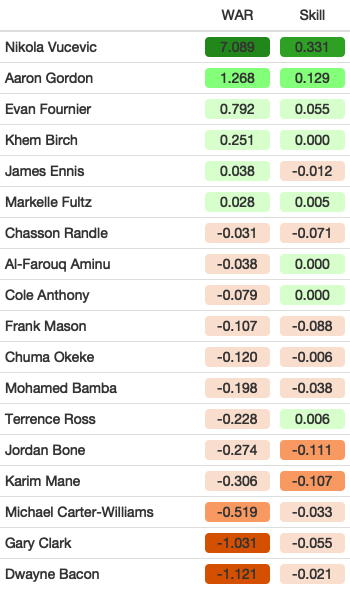 WAR Skill
Nikola Vucevic 7.089 0.331
Aaron Gordon 1.268 0.129
Evan Fournier 0.792 0.055
Khem Birch 0.251 0.000
James Ennis 0.038 -0.012
Markelle Fultz 0.028 0.005
Chasson Randle -0.031 -0.071
Al-Farouq Aminu -0.038 0.000
Cole Anthony -0.079 0.000
Frank Mason -0.107 -0.088
Chuma Okeke -0.120 -0.006
Mohamed Bamba -0.198 -0.038
Terrence Ross -0.228 0.006
Jordan Bone -0.274 -0.111
Karim Mane -0.306 -0.107
Michael Carter-Williams -0.519 -0.033
Gary Clark -1.031 -0.055
Dwayne Bacon -1.121 -0.021